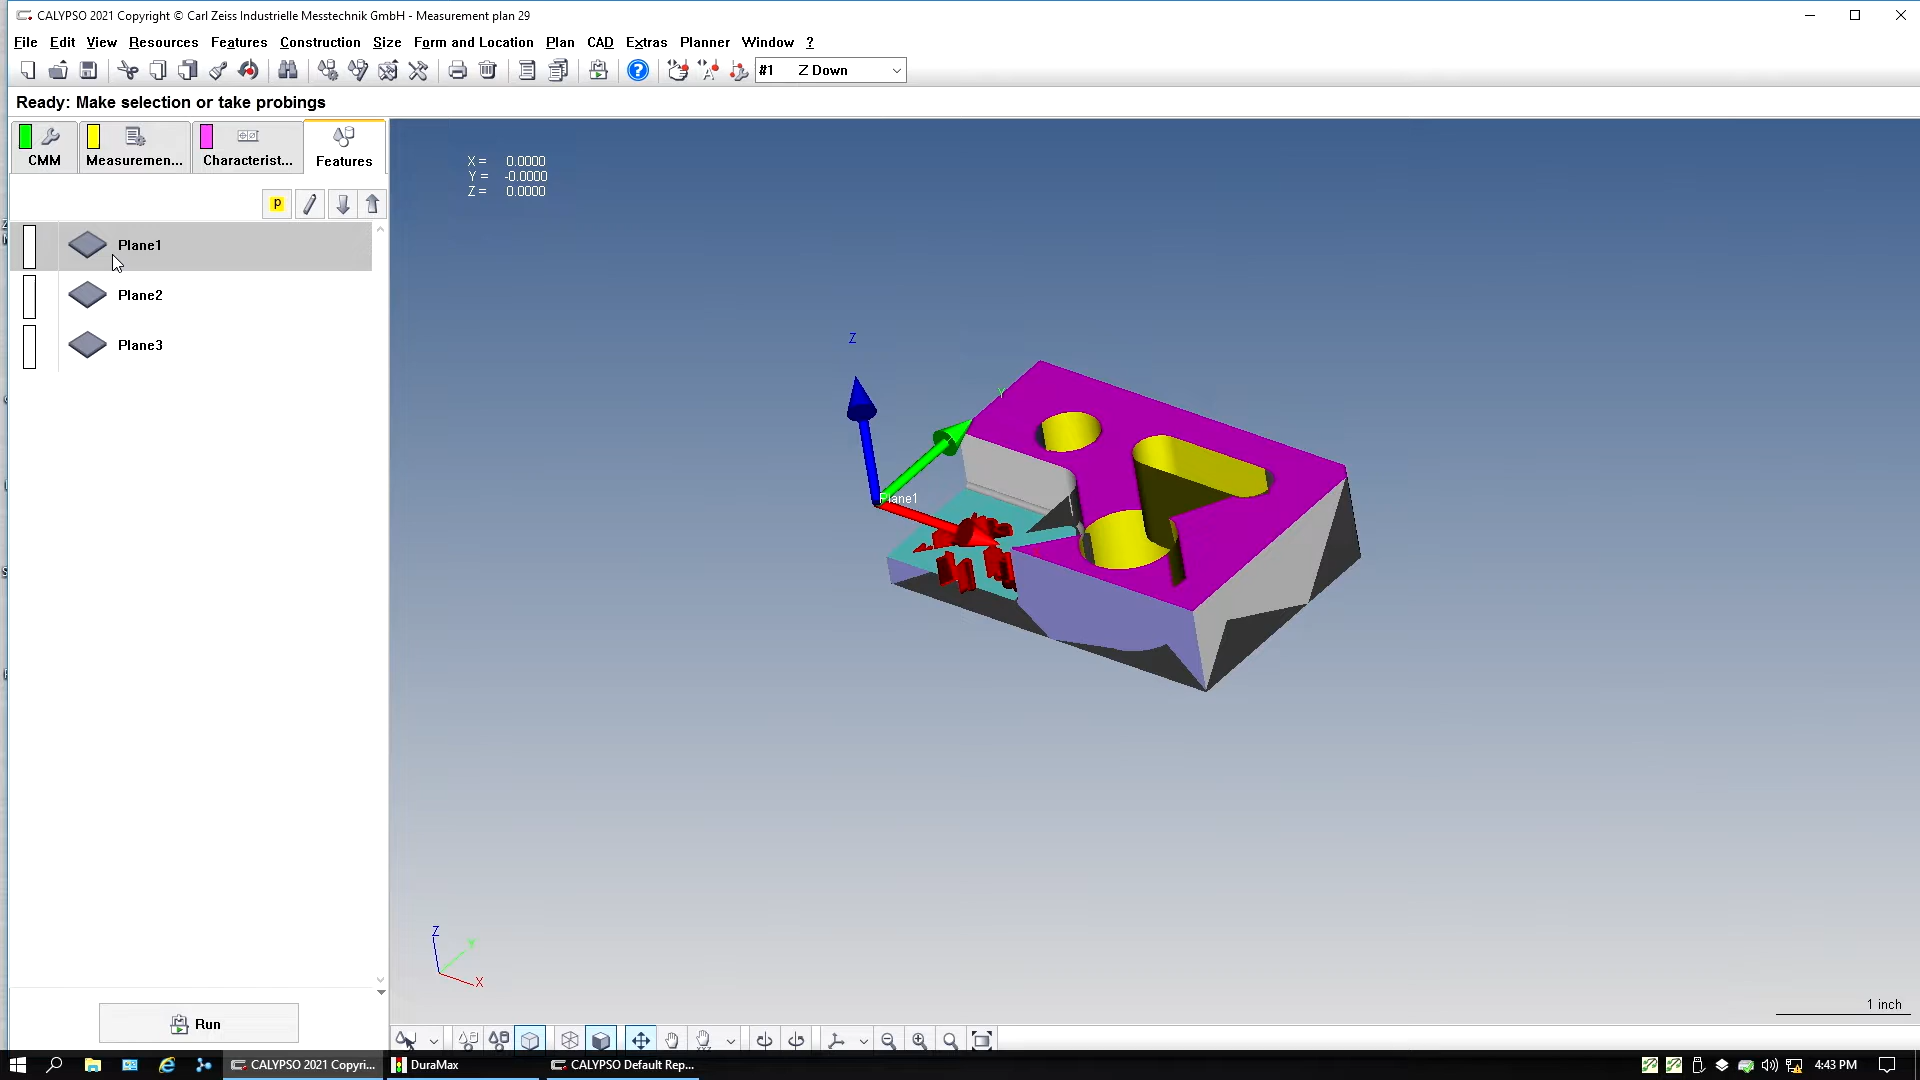 CALYPSO 2021 Copyright © Carl Zeiss Industrielle Messtechnik GmbH - Measurement plan 29
File Edit View Resources Features Construction Size Form and Location Plan CAD Extras Planner Window ?
#1 Z Down
Ready: Make selection or take probings
CMM Measuremen... Characterist... Features
P
Plane1
Plane2
Plane3
Run
X = 0.0000
Y = -0.0000
Z = 0.0000
Z
Y
Plane1
Z
Y
X
1 inch
CALYPSO 2021 Copyri...
DuraMax
CALYPSO Default Rep...
4:43 PM